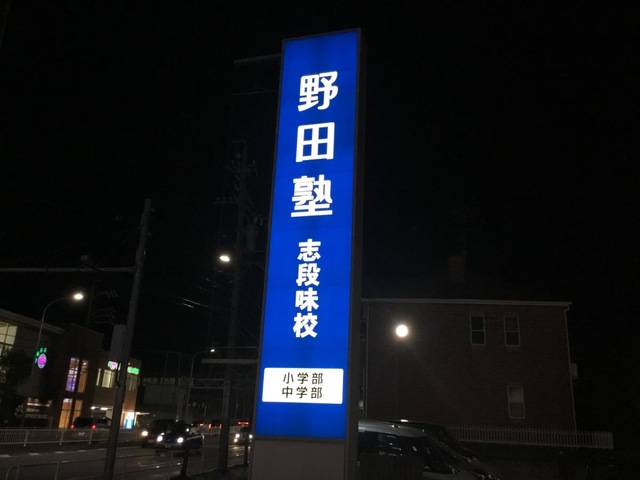 野田塾
志段味校
小学部
中学部